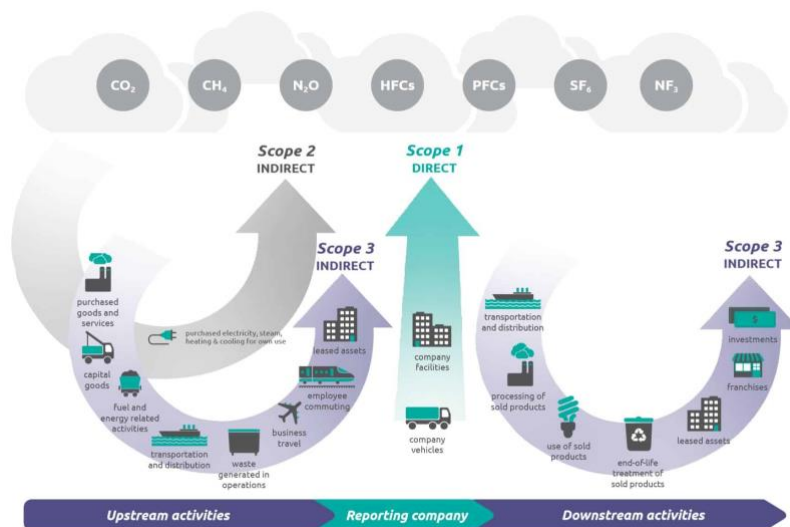 CO₂
CH₄
N₂O
HFCs
PFCs
SF₆
NF₃
Scope 2
INDIRECT
Scope 1
DIRECT
Scope 3
INDIRECT
Scope 3
INDIRECT
purchased
goods and
services
capital
goods
fuel and
energy related
activities
transportation
and distribution
waste
generated in
operations
business
travel
employee
commuting
leased assets
purchased electricity, steam,
heating & cooling for own use
company
facilities
company
vehicles
transportation
and distribution
processing of
sold products
use of sold
products
end-of-life
treatment of
sold products
leased assets
franchises
$
investments
Upstream activities
Reporting company
Downstream activities